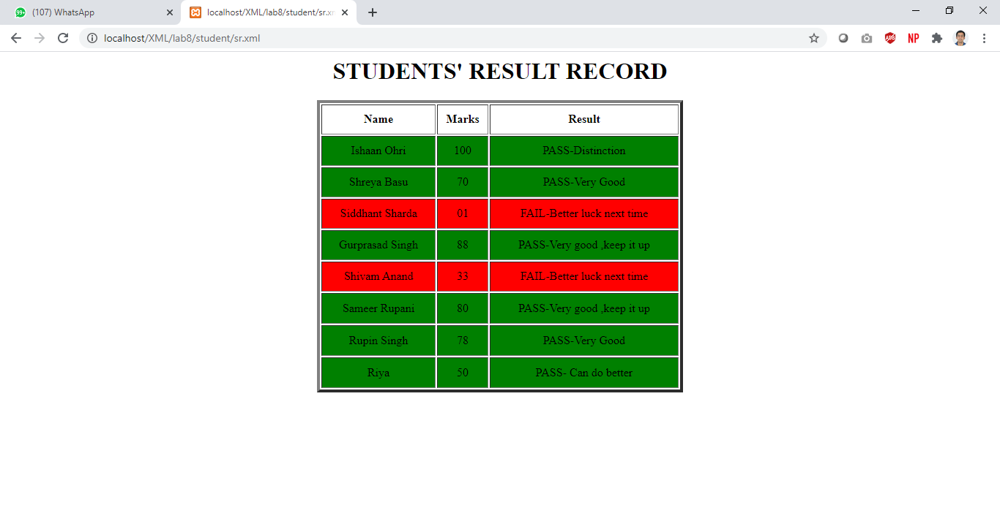 (107) WhatsApp
localhost/XML/lab8/student/sr.xm
localhost/XML/lab8/student/sr.xml
NP
STUDENTS' RESULT RECORD
Name Marks Result
Ishaan Ohri 100 PASS-Distinction
Shreya Basu 70 PASS-Very Good
Siddhant Sharda 01 FAIL-Better luck next time
Gurprasad Singh 88 PASS-Very good ,keep it up
Shivam Anand 33 FAIL-Better luck next time
Sameer Rupani 80 PASS-Very good ,keep it up
Rupin Singh 78 PASS-Very Good
Riya 50 PASS- Can do better